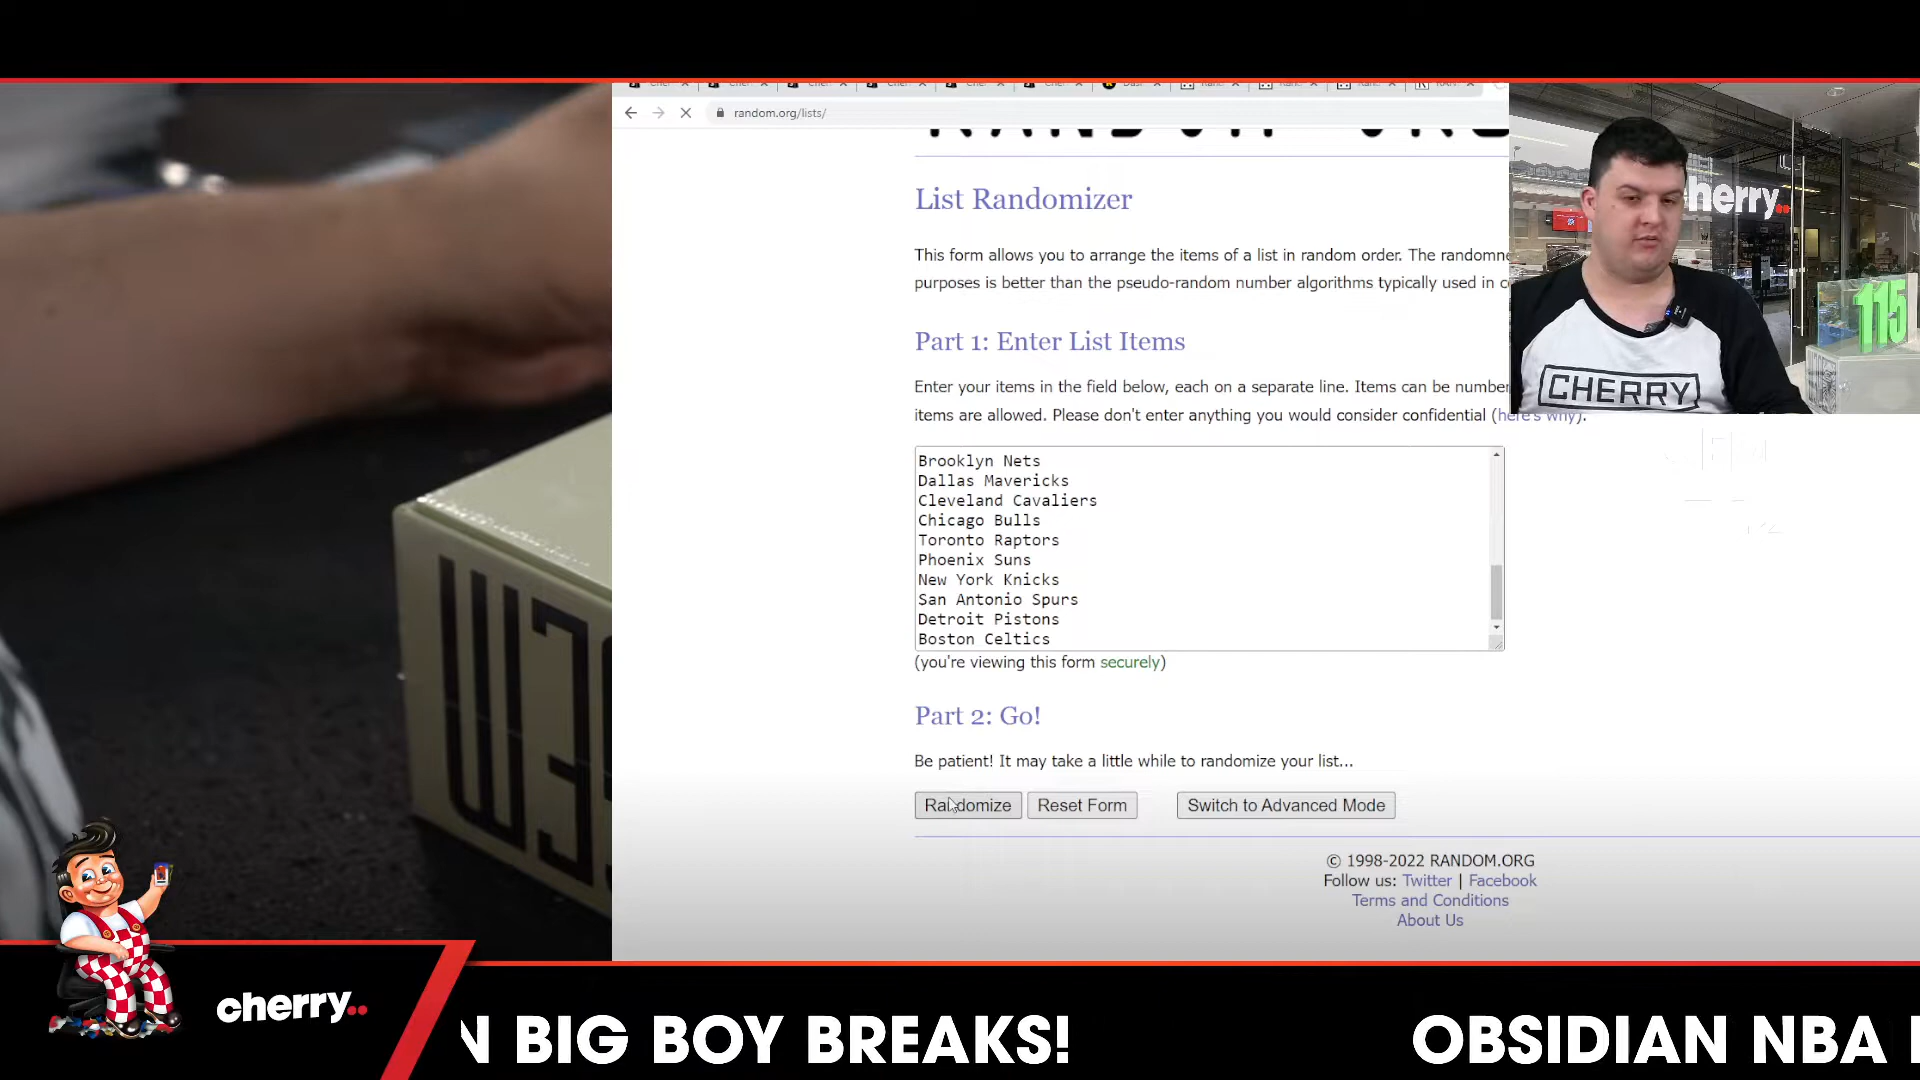 random.org/lists/
List Randomizer
This form allows you to arrange the items of a list in random order. The
purposes is better than the pseudo-random number algorithms typically used in
Part 1: Enter List Items
Enter your items in the field below, each on a separate line. Items can be
items are allowed. Please don't enter anything you would consider confidential (here's why).
Brooklyn Nets
Dallas Mavericks
Cleveland Cavaliers
Chicago Bulls
Toronto Raptors
Phoenix Suns
New York Knicks
San Antonio Spurs
Detroit Pistons
Boston Celtics
(you're viewing this form securely)
Part 2: Go!
Be patient! It may take a little while to randomize your list...
Randomize Reset Form Switch to Advanced Mode
© 1998-2022 RANDOM.ORG
Follow us: Twitter | Facebook
Terms and Conditions
About Us
cherry..
115
CHERRY
cherry..
BIG BOY BREAKS!
OBSIDIAN NBA